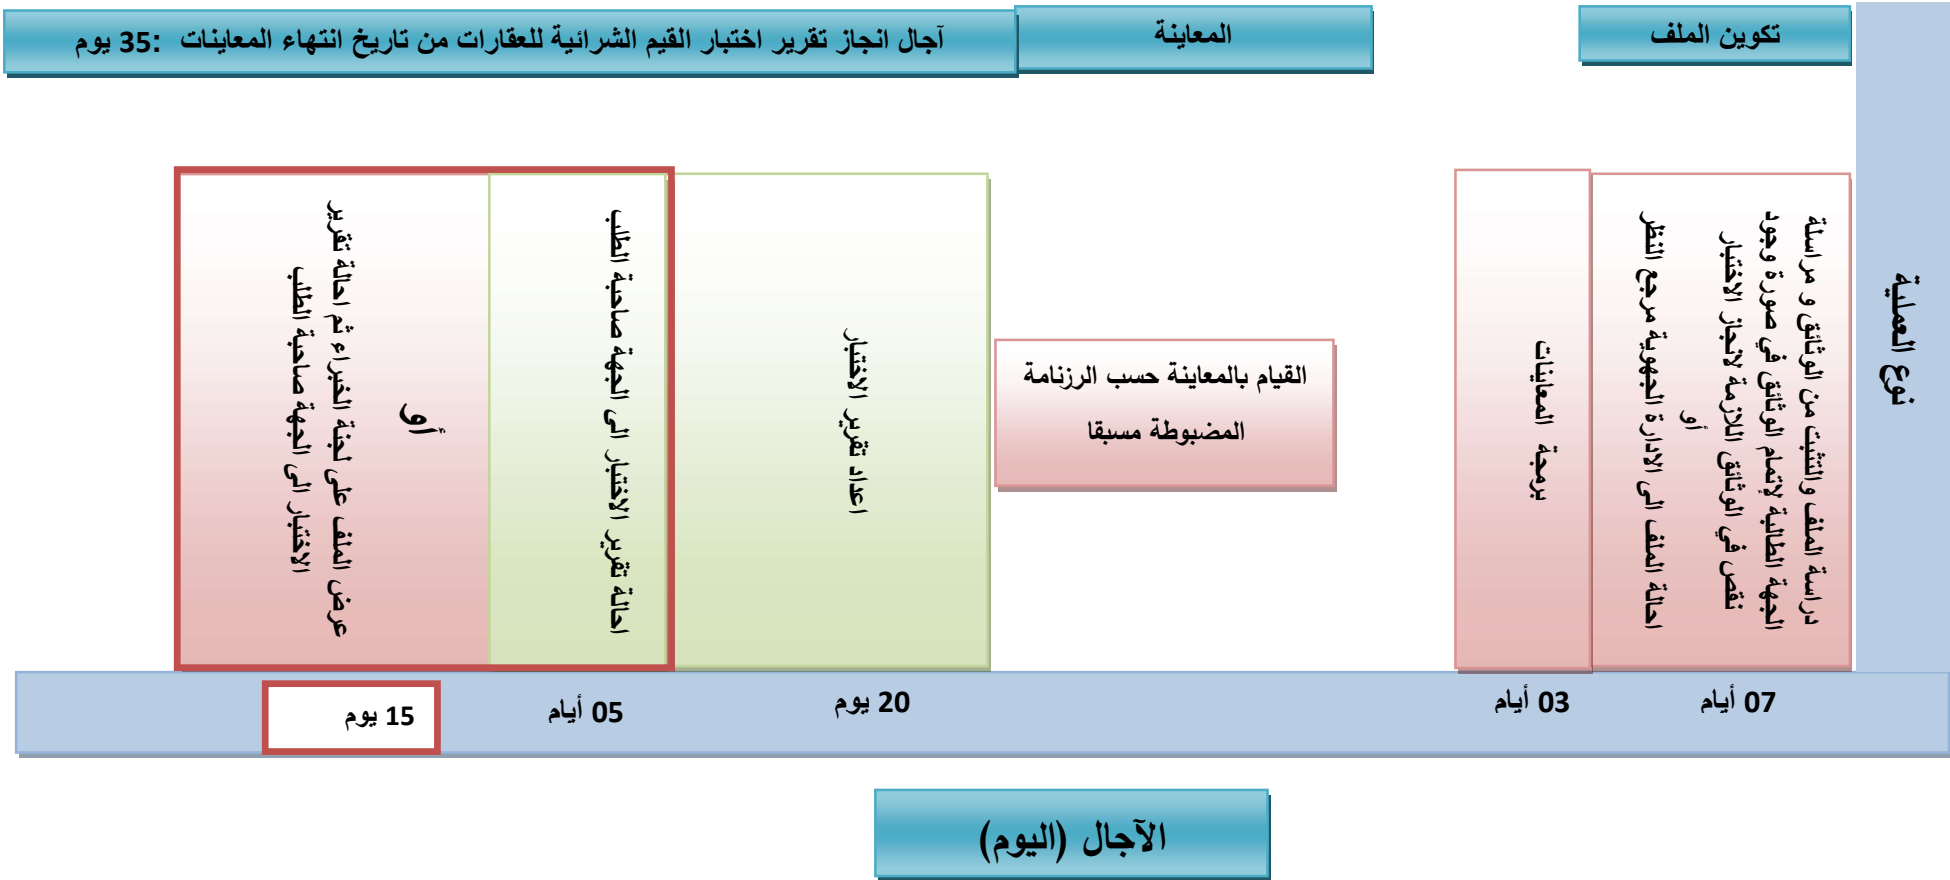 تكوين الملف
المعاينة
آجال انجاز تقرير اختبار القيم الشرائية للعقارات من تاريخ انتهاء المعاينات :35 يوم
نوع العملية
دراسة الملف والتثبت من الوثائق و مراسلة
الجهة الطالبة لإتمام الوثائق في صورة وجود
نقص في الوثائق اللازمة لانجاز الاختبار
أو
احالة الملف الى الادارة الجهوية مرجع النظر
برمجة المعاينات
القيام بالمعاينة حسب الرزنامة
المضبوطة مسبقا
اعداد تقرير الاختبار
احالة تقرير الاختبار الى الجهة صاحبة الطلب
أو
عرض الملف على لجنة الخبراء ثم احالة تقرير
الاختبار الى الجهة صاحبة الطلب
07 أيام
03 أيام
20 يوم
05 أيام
15 يوم
الآجال (اليوم)